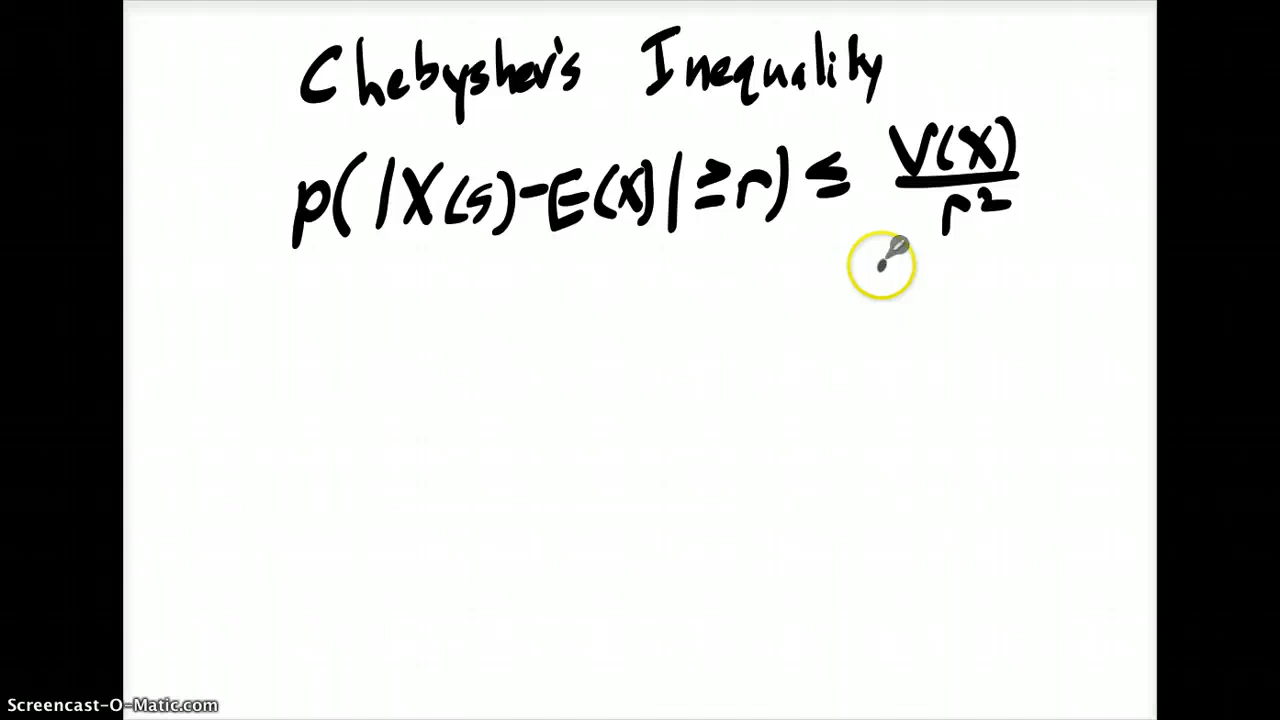 Chebyshev's Inequality
p(|X(s)-E(X)|≥r) ≤ V(X)/r²
Screencast-O-Matic.com